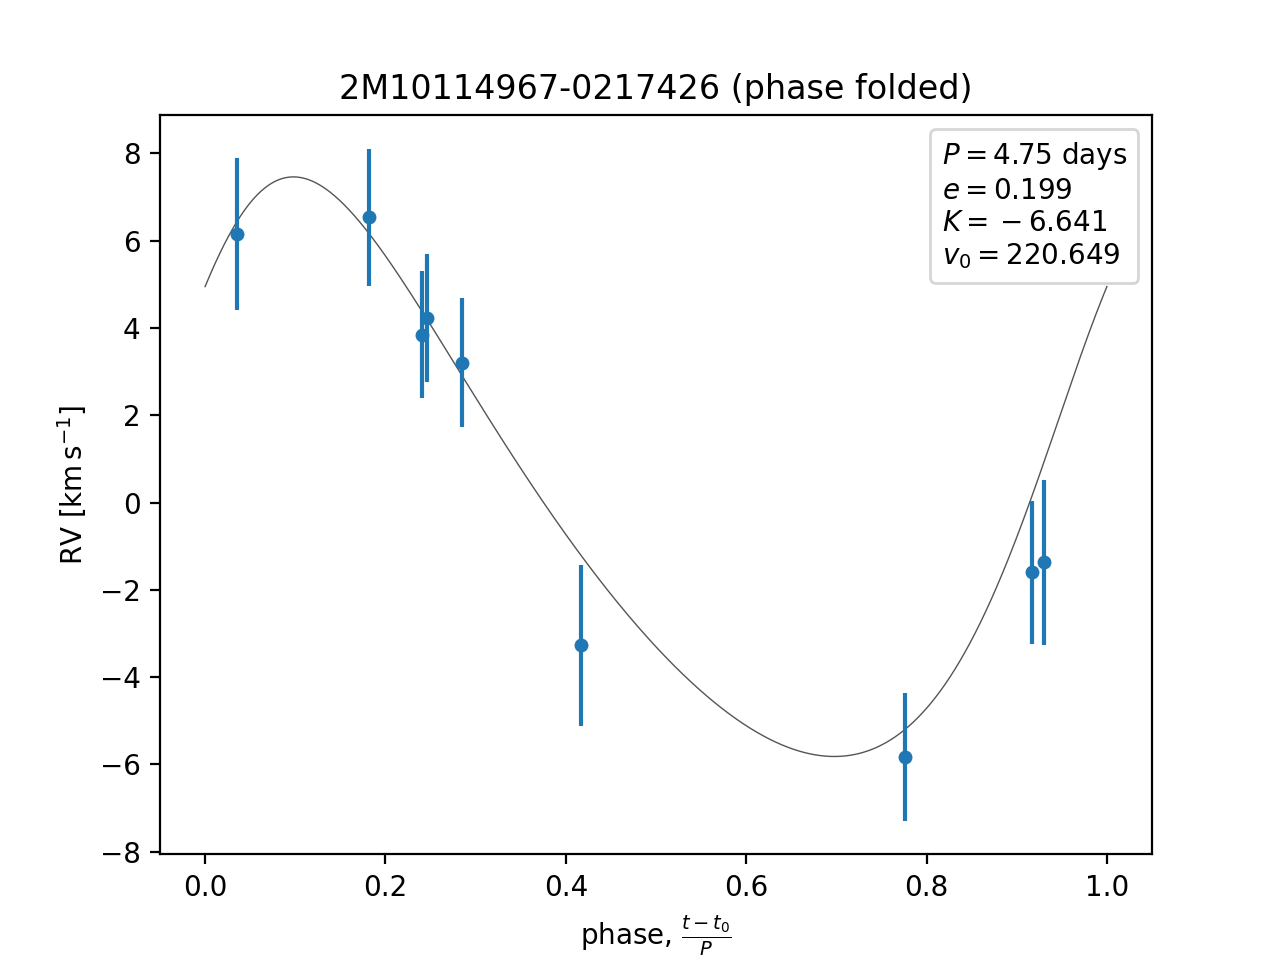 2M10114967-0217426 (phase folded)
P = 4.75 days
e = 0.199
K = −6.641
v₀ = 220.649
8
6
4
2
0
−2
−4
−6
−8
RV [km s⁻¹]
0.0 0.2 0.4 0.6 0.8 1.0
phase, (t − t₀)/P